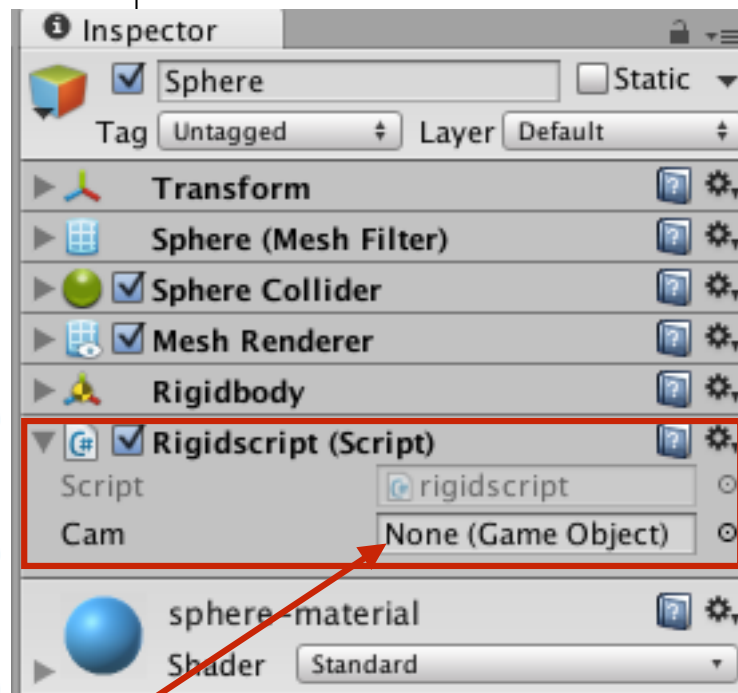 Inspector
Sphere Static
Tag Untagged Layer Default
Transform
Sphere (Mesh Filter)
Sphere Collider
Mesh Renderer
Rigidbody
C# Rigidscript (Script)
Script rigidscript
Cam None (Game Object)
sphere-material
Shader Standard